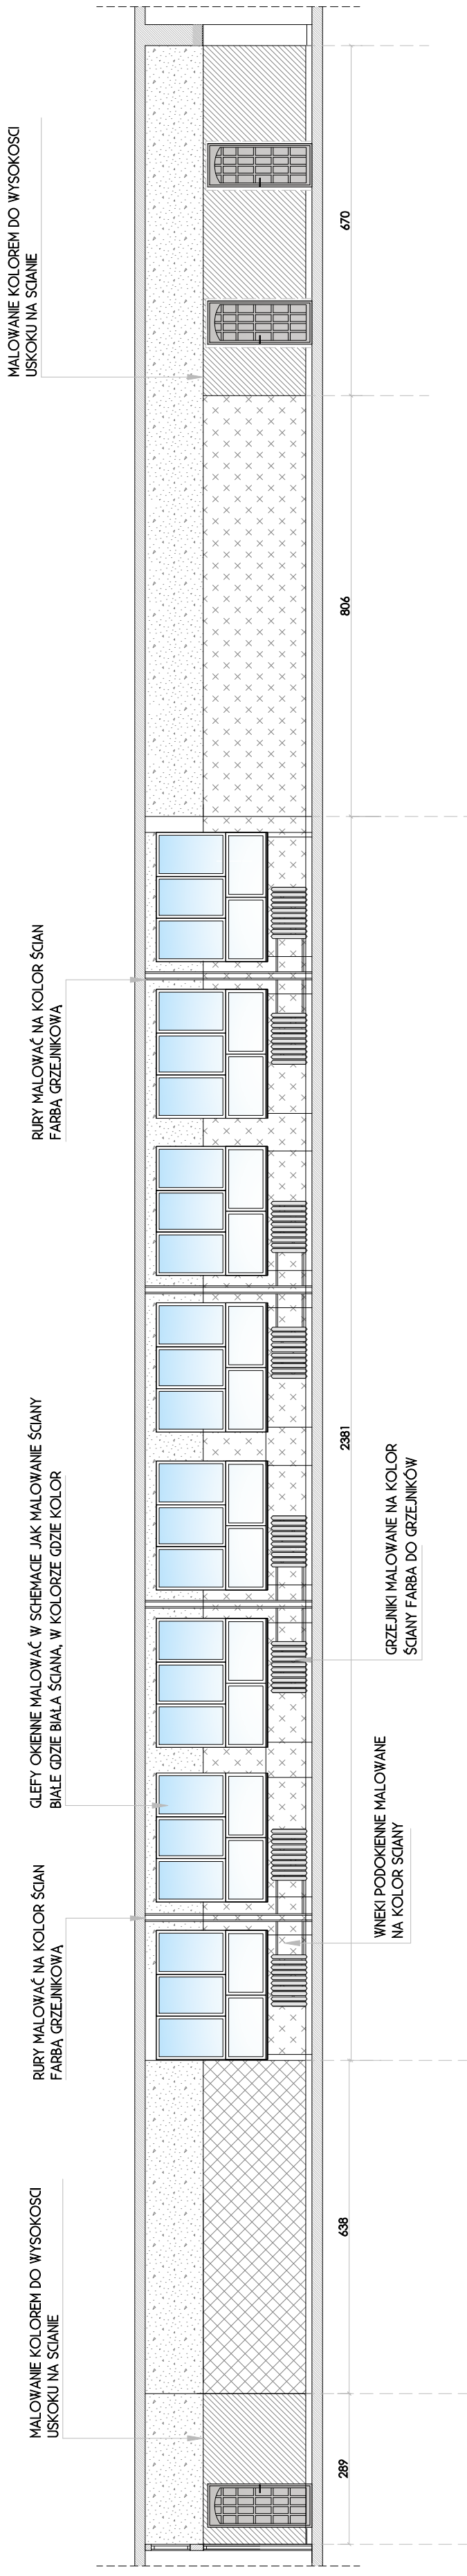 MALOWANIE KOLOREM DO WYSOKOSCI
USKOKU NA SCIANIE
670
806
RURY MALOWAĆ NA KOLOR ŚCIAN
FARBĄ GRZEJNIKOWĄ
GLEFY OKIENNE MALOWAĆ W SCHEMACIE JAK MALOWANIE ŚCIANY
BIAŁE GDZIE BIAŁA ŚCIANA, W KOLORZE GDZIE KOLOR
2381
GRZEJNIKI MALOWANE NA KOLOR
ŚCIANY FARBA DO GRZEJNIKÓW
WNEKI PODOKIENNE MALOWANE
NA KOLOR SCIANY
RURY MALOWAĆ NA KOLOR ŚCIAN
FARBĄ GRZEJNIKOWĄ
638
MALOWANIE KOLOREM DO WYSOKOSCI
USKOKU NA SCIANIE
289